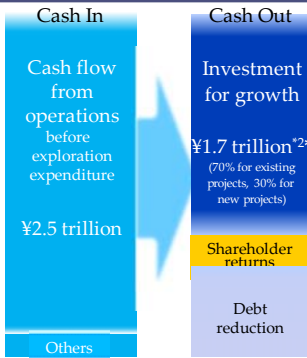 Cash In
Cash flow
from
operations
before
exploration
expenditure
¥2.5 trillion
Others
Cash Out
Investment
for growth
¥1.7 trillion*2*
(70% for existing
projects, 30% for
new projects)
Shareholder
returns
Debt
reduction